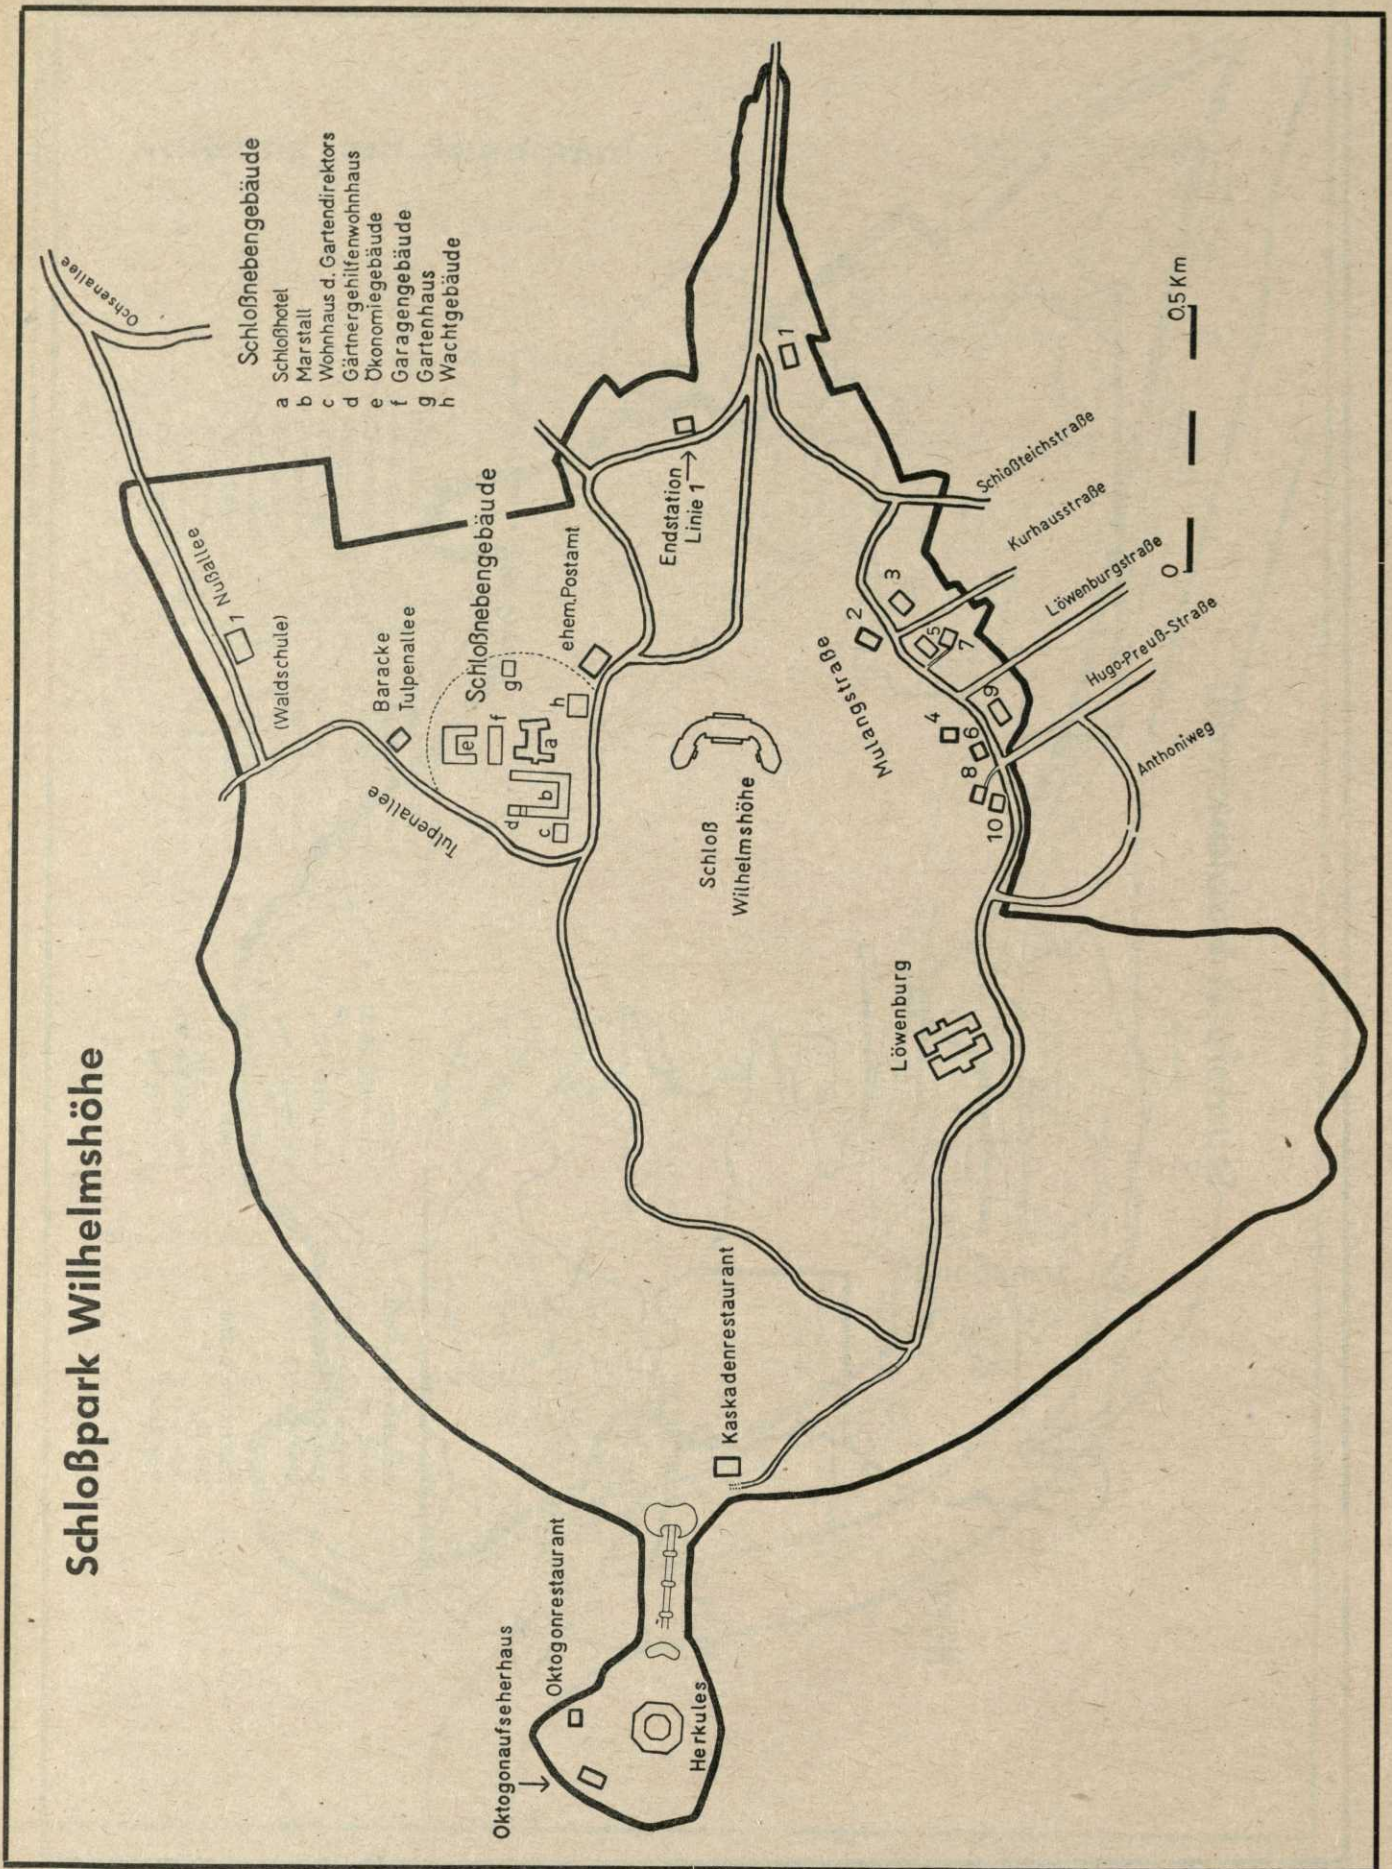 Schloßpark Wilhelmshöhe
Ochsenallee
Schloßnebengebäude
a Schloßhotel
b Marstall
c Wohnhaus d. Gartendirektors
d Gärtnergehilfenwohnhaus
e Ökonomiegebäude
f Garagengebäude
g Gartenhaus
h Wachtgebäude
1 Nußallee
(Waldschule)
Baracke
Tulpenallee
Tulpenallee
Schloßnebengebäude
e
f
g
a
b
d
c
h
ehem. Postamt
Endstation
Linie 1
1
Schloß
Wilhelmshöhe
Mulangstraße
2
3
4
5
6
7
8
9
10
Schloßteichstraße
Kurhausstraße
Löwenburgstraße
Hugo-Preuß-Straße
Anthoniweg
Löwenburg
Kaskadenrestaurant
Oktogonaufseherhaus
Oktogonrestaurant
Herkules
0
0,5 Km